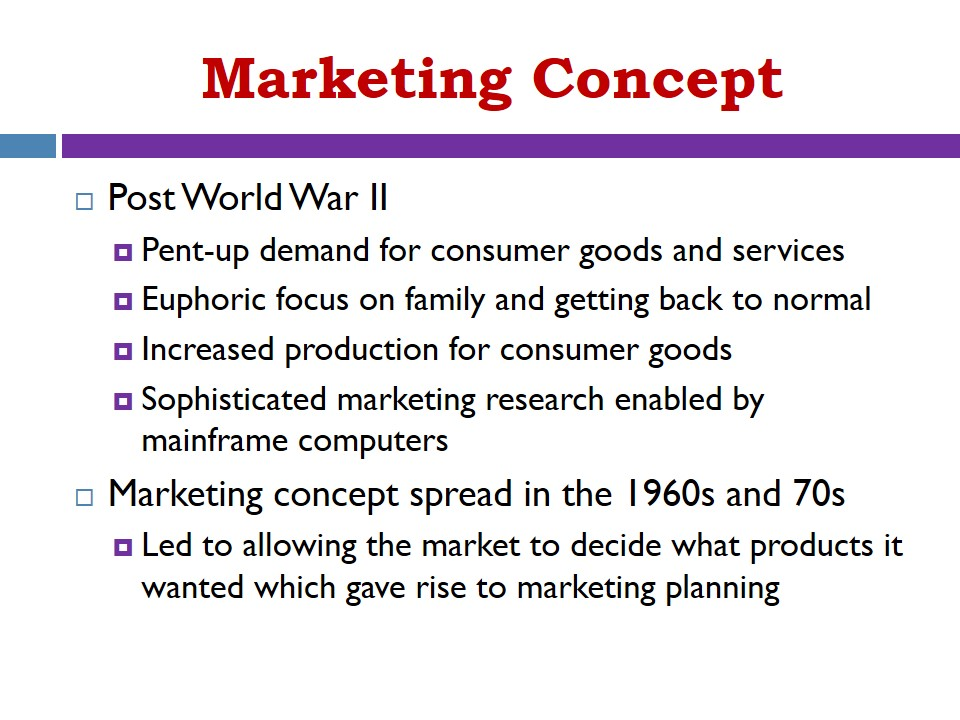 Marketing Concept
Post World War II
Pent-up demand for consumer goods and services
Euphoric focus on family and getting back to normal
Increased production for consumer goods
Sophisticated marketing research enabled by
mainframe computers
Marketing concept spread in the 1960s and 70s
Led to allowing the market to decide what products it
wanted which gave rise to marketing planning